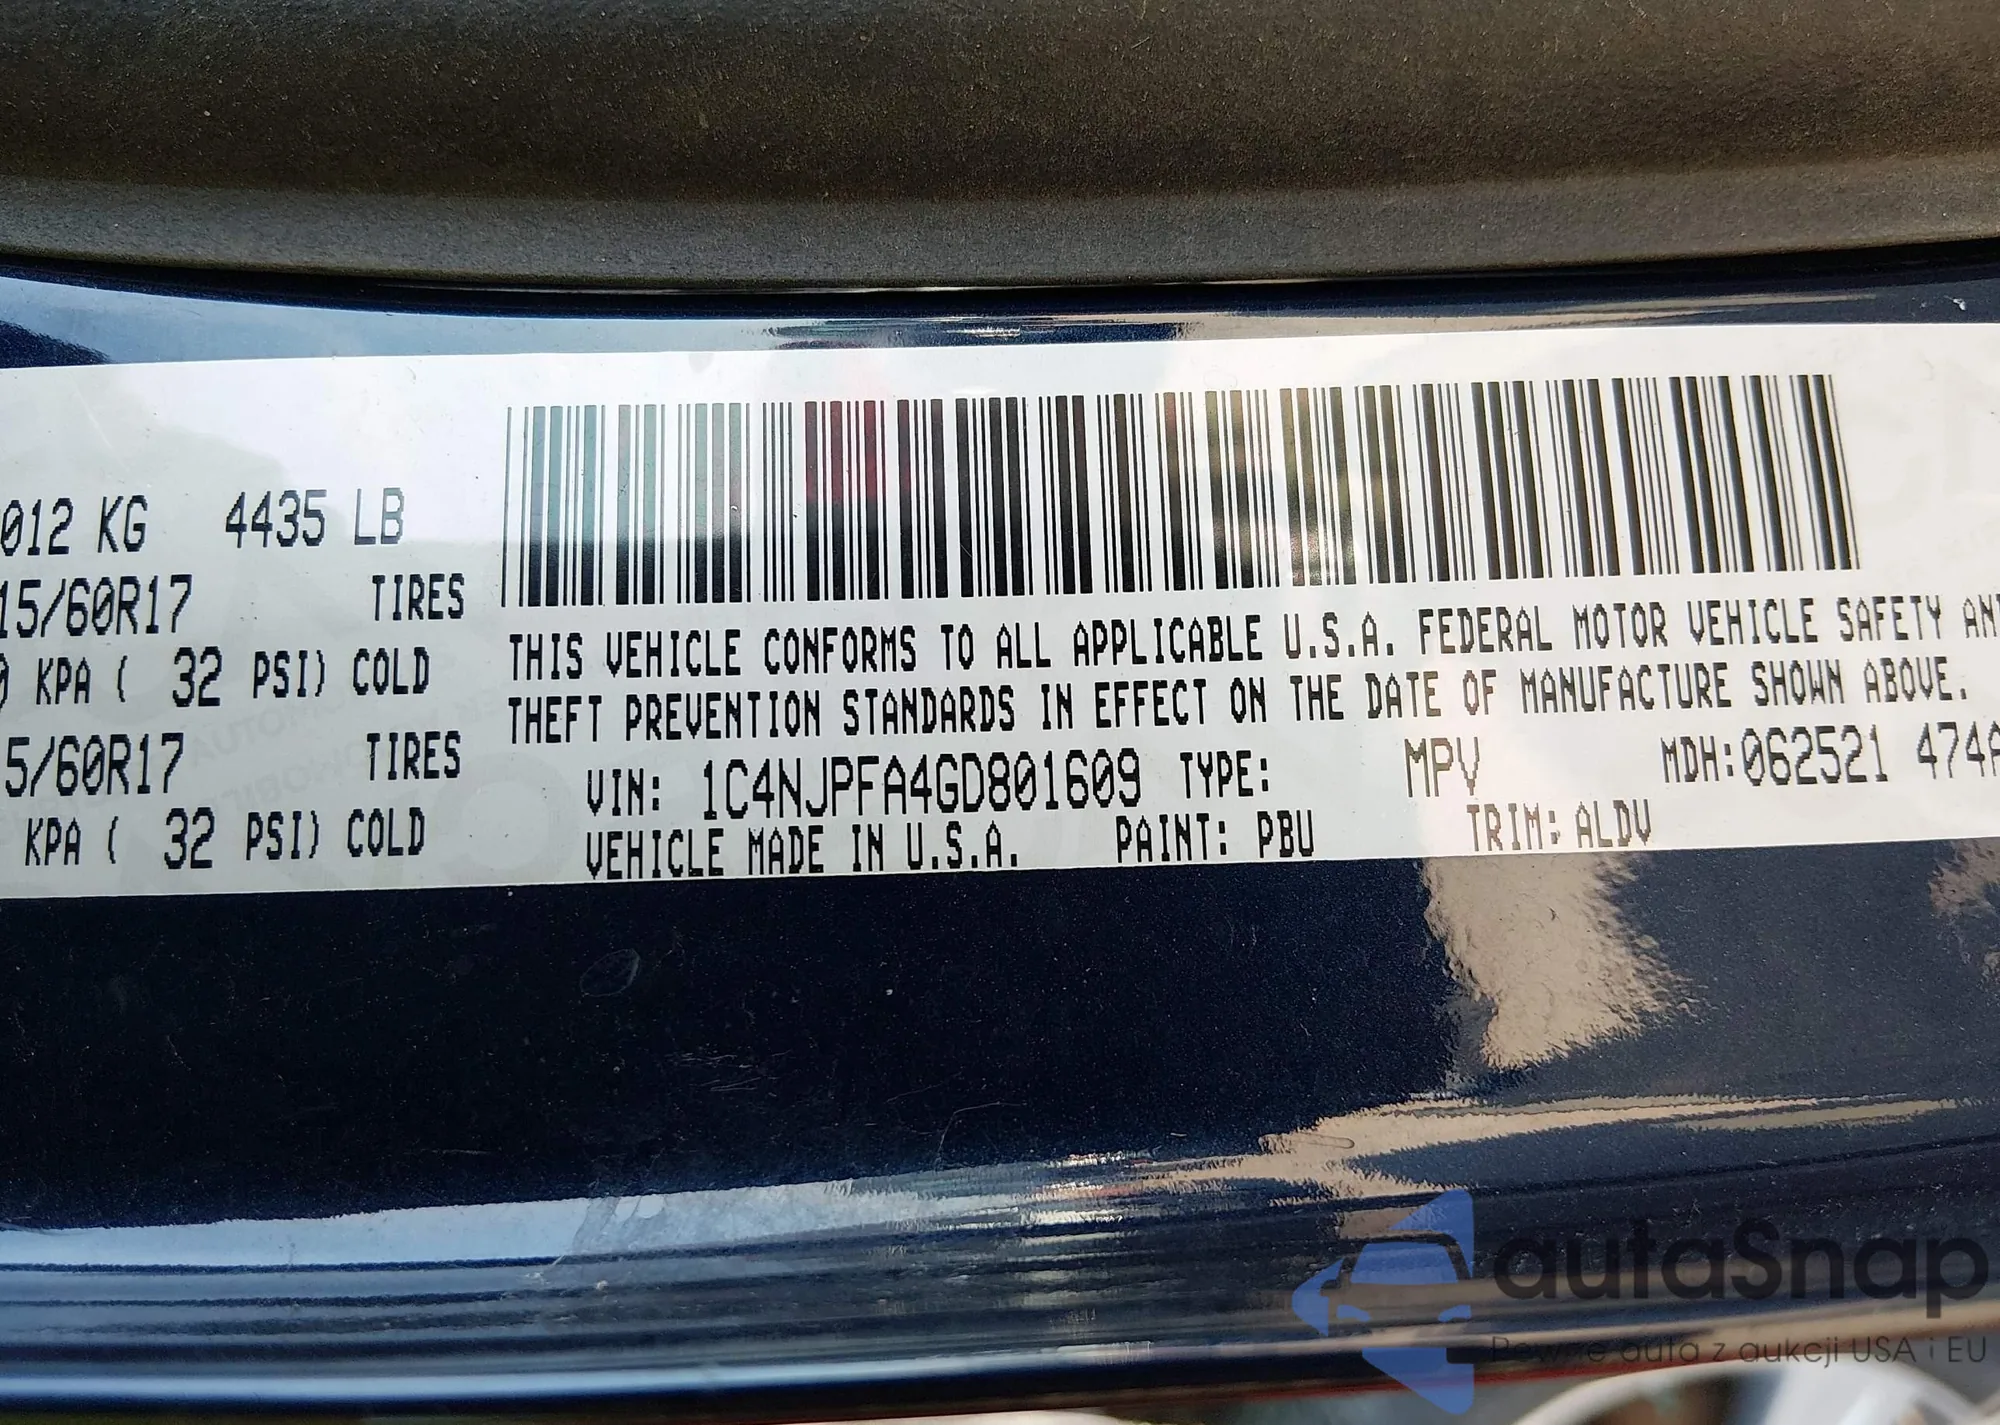 012 KG 4435 LB
15/60R17 TIRES
0 KPA ( 32 PSI) COLD
5/60R17 TIRES
KPA ( 32 PSI) COLD
THIS VEHICLE CONFORMS TO ALL APPLICABLE U.S.A. FEDERAL MOTOR VEHICLE SAFETY AN
THEFT PREVENTION STANDARDS IN EFFECT ON THE DATE OF MANUFACTURE SHOWN ABOVE.
VIN: 1C4NJPFA4GD801609 TYPE: MPV MDH:062521 474A
VEHICLE MADE IN U.S.A. PAINT: PBU TRIM: ALDV
autaSnap
Pewne auta z aukcji USA i EU